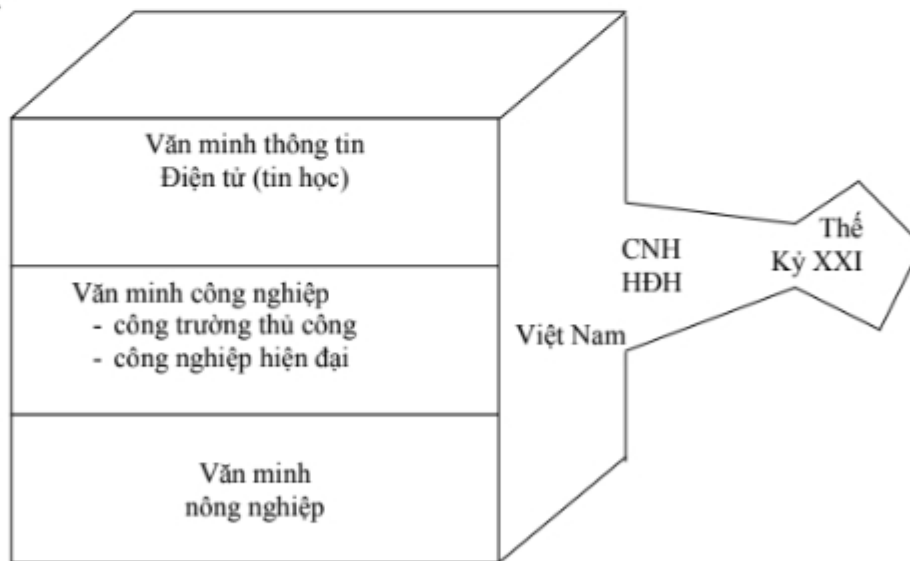 Văn minh thông tin
Điện tử (tin học)
Văn minh công nghiệp
- công trường thủ công
- công nghiệp hiện đại
Văn minh
nông nghiệp
Việt Nam
CNH
HĐH
Thế
Kỷ XXI